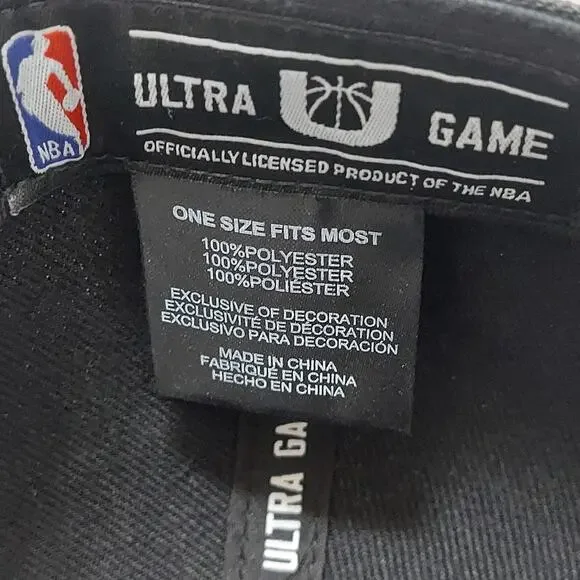 NBA
ULTRA GAME
OFFICIALLY LICENSED PRODUCT OF THE NBA
ONE SIZE FITS MOST
100%POLYESTER
100%POLYESTER
100%POLIÉSTER
EXCLUSIVE OF DECORATION
EXCLUSIVITÉ DE DÉCORATION
EXCLUSIVO PARA DECORACIÓN
MADE IN CHINA
FABRIQUÉ EN CHINA
HECHO EN CHINA
ULTRA GA